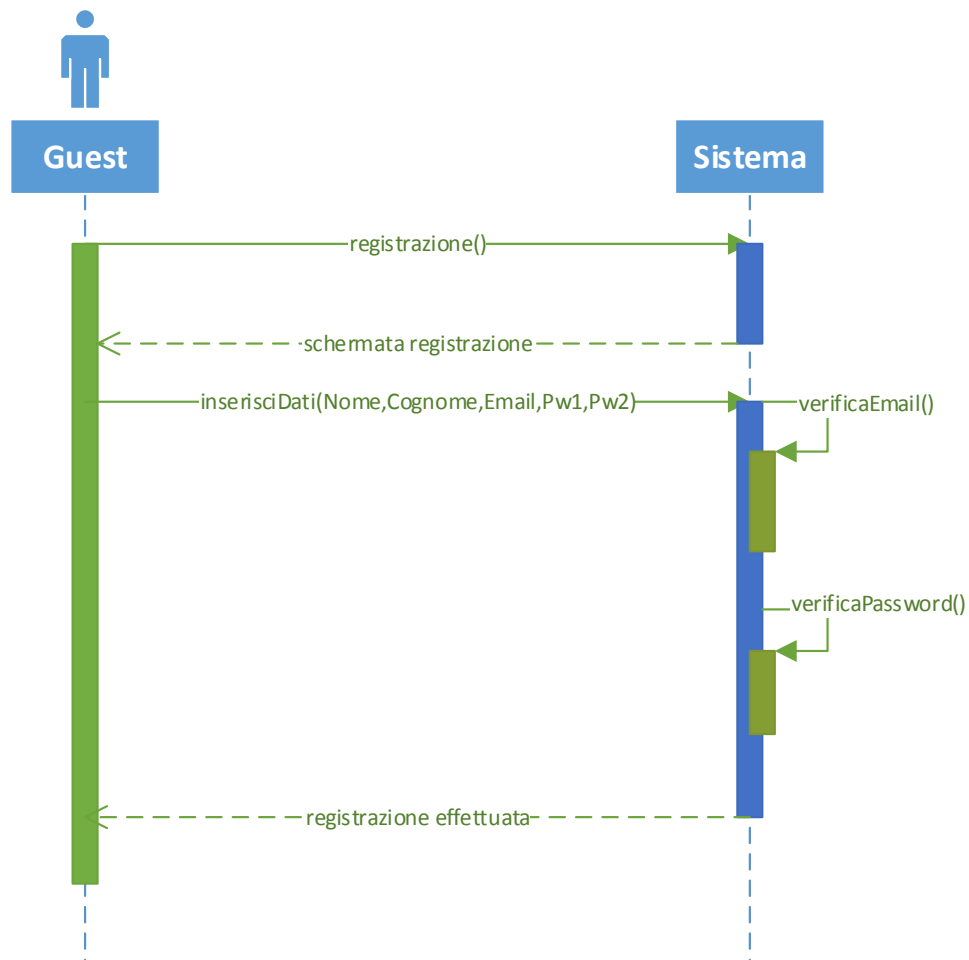 Guest
Sistema
registrazione()
schermata registrazione
inserisciDati(Nome,Cognome,Email,Pw1,Pw2)
verificaEmail()
verificaPassword()
registrazione effettuata